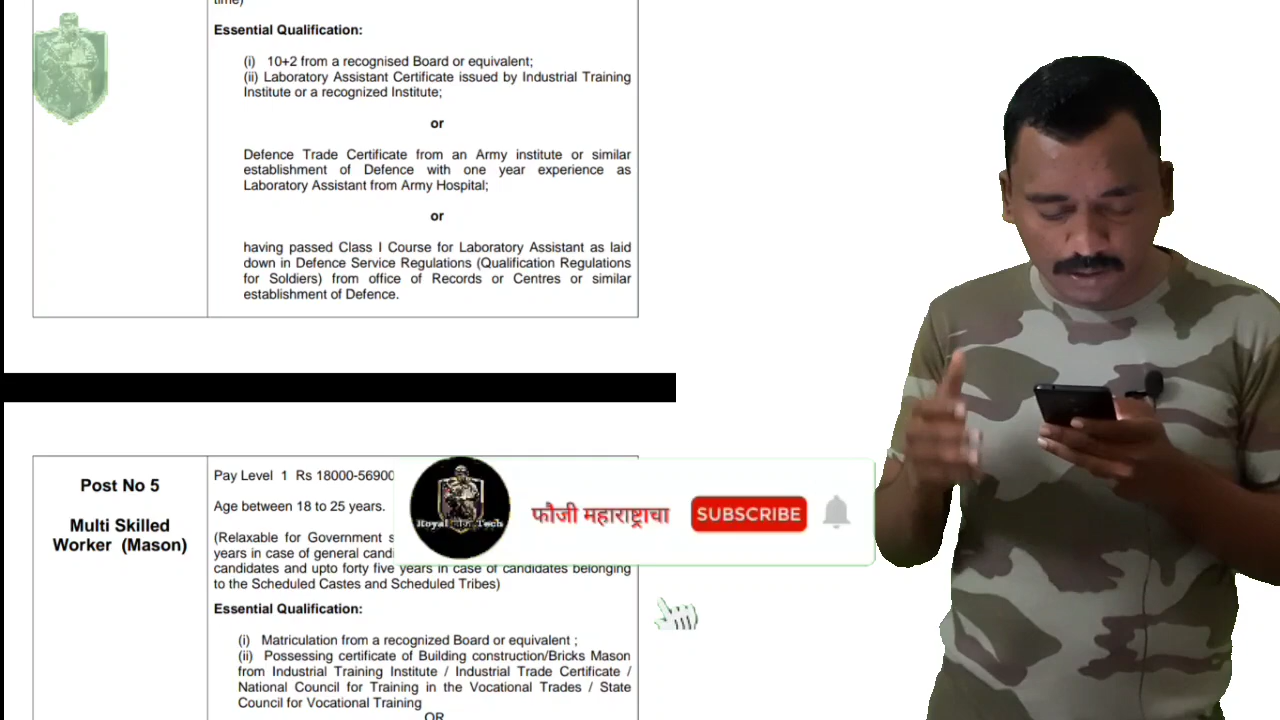 time)
Essential Qualification:
(i) 10+2 from a recognised Board or equivalent;
(ii) Laboratory Assistant Certificate issued by Industrial Training
Institute or a recognized Institute;
or
Defence Trade Certificate from an Army institute or similar
establishment of Defence with one year experience as
Laboratory Assistant from Army Hospital;
or
having passed Class I Course for Laboratory Assistant as laid
down in Defence Service Regulations (Qualification Regulations
for Soldiers) from office of Records or Centres or similar
establishment of Defence.
Post No 5
Multi Skilled
Worker (Mason)
Pay Level 1 Rs 18000-56900
Age between 18 to 25 years.
(Relaxable for Government s
years in case of general candi
candidates and upto forty five years in case of candidates belonging
to the Scheduled Castes and Scheduled Tribes)
Essential Qualification:
(i) Matriculation from a recognized Board or equivalent ;
(ii) Possessing certificate of Building construction/Bricks Mason
from Industrial Training Institute / Industrial Trade Certificate /
National Council for Training in the Vocational Trades / State
Council for Vocational Training
OR
Royal Tech
फौजी महाराष्ट्राचा
SUBSCRIBE